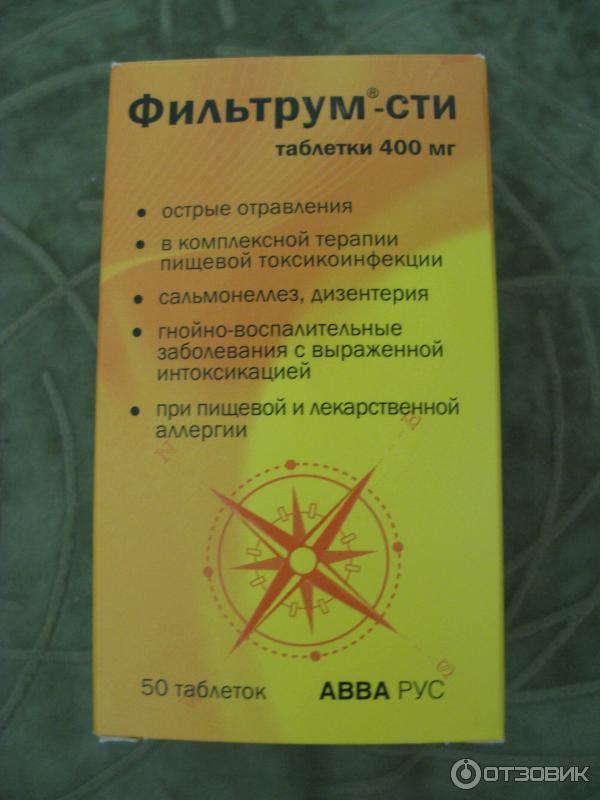 Фильтрум®-сти
таблетки 400 мг
• острые отравления
• в комплексной терапии
пищевой токсикоинфекции
• сальмонеллез, дизентерия
• гнойно-воспалительные
заболевания с выраженной
интоксикацией
• при пищевой и лекарственной
аллергии
N
E
S
50 таблеток
АВВА РУС
ОТЗОВИК